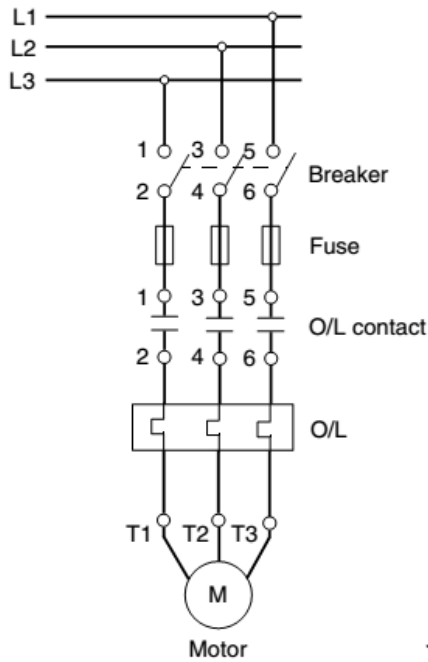 L1
L2
L3
1 3 5
Breaker
2 4 6
Fuse
1 3 5
O/L contact
2 4 6
O/L
T1 T2 T3
M
Motor